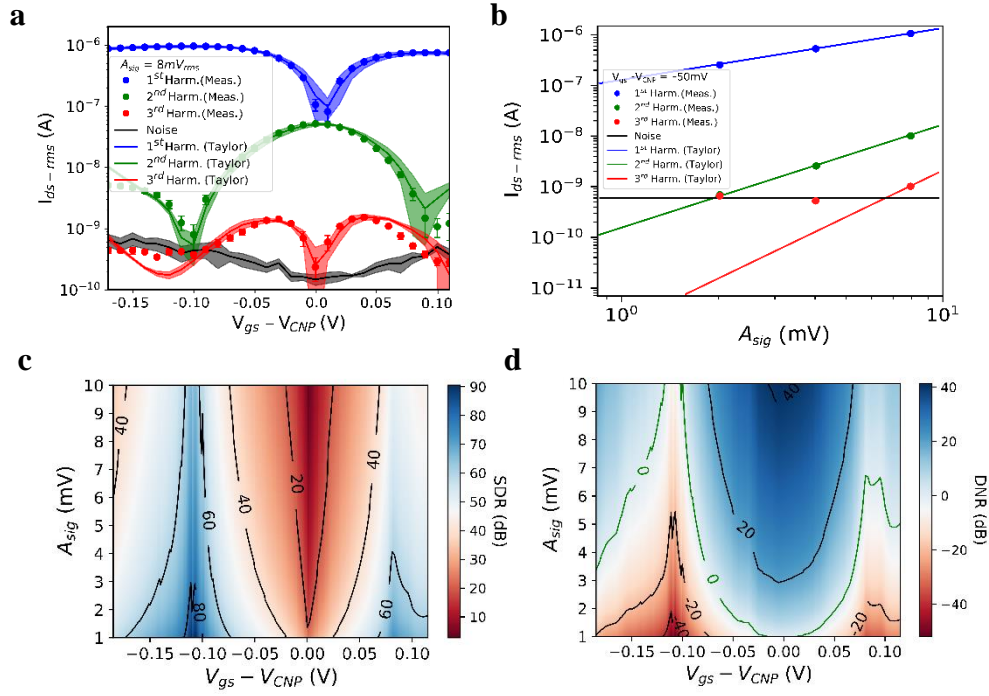 a
10⁻⁶
10⁻⁷
10⁻⁸
10⁻⁹
10⁻¹⁰
I_ds−rms (A)
A_sig = 8mV_rms
1ˢᵗ Harm.(Meas.)
2ⁿᵈ Harm.(Meas.)
3ʳᵈ Harm.(Meas.)
Noise
1ˢᵗ Harm. (Taylor)
2ⁿᵈ Harm. (Taylor)
3ʳᵈ Harm. (Taylor)
-0.15 -0.10 -0.05 0.0 0.05 0.10
V_gs − V_CNP (V)
b
10⁻⁵
10⁻⁶
10⁻⁷
10⁻⁸
10⁻⁹
10⁻¹⁰
10⁻¹¹
I_ds−rms (A)
V_gs -V_CNP = -50mV
1ˢᵗ Harm.(Meas.)
2ⁿᵈ Harm.(Meas.)
3ʳᵈ Harm.(Meas.)
Noise
1ˢᵗ Harm. (Taylor)
2ⁿᵈ Harm. (Taylor)
3ʳᵈ Harm. (Taylor)
10⁰ 10¹
A_sig (mV)
c
10
9
8
7
6
5
4
3
2
1
A_sig (mV)
40
60
40
20
40
80
60
−0.15 −0.10 −0.05 0.00 0.05 0.10
V_gs − V_CNP (V)
90
80
70
60
50
40
30
20
10
SDR (dB)
d
10
9
8
7
6
5
4
3
2
1
A_sig (mV)
40
0
20
0
-20
-40
-20
−0.15 −0.10 −0.05 0.00 0.05 0.10
V_gs − V_CNP (V)
40
20
0
−20
−40
DNR (dB)